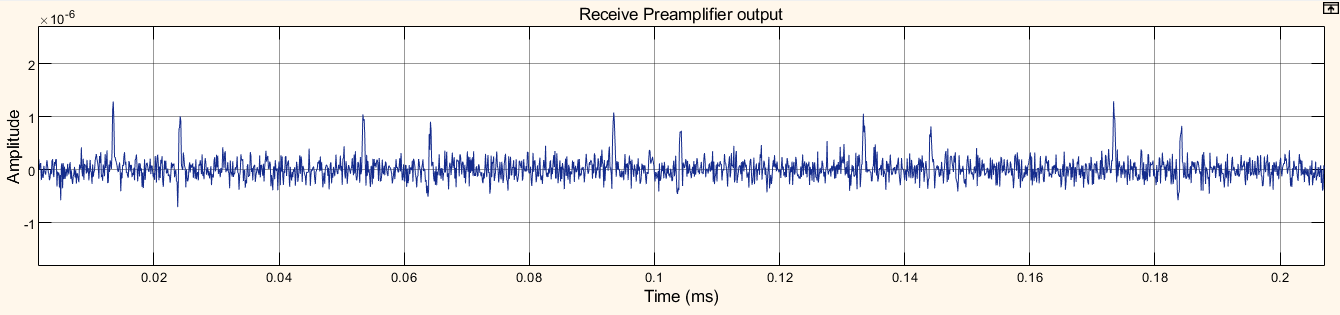 Receive Preamplifier output
×10^-6
Amplitude
2
1
0
-1
0.02 0.04 0.06 0.08 0.1 0.12 0.14 0.16 0.18 0.2
Time (ms)